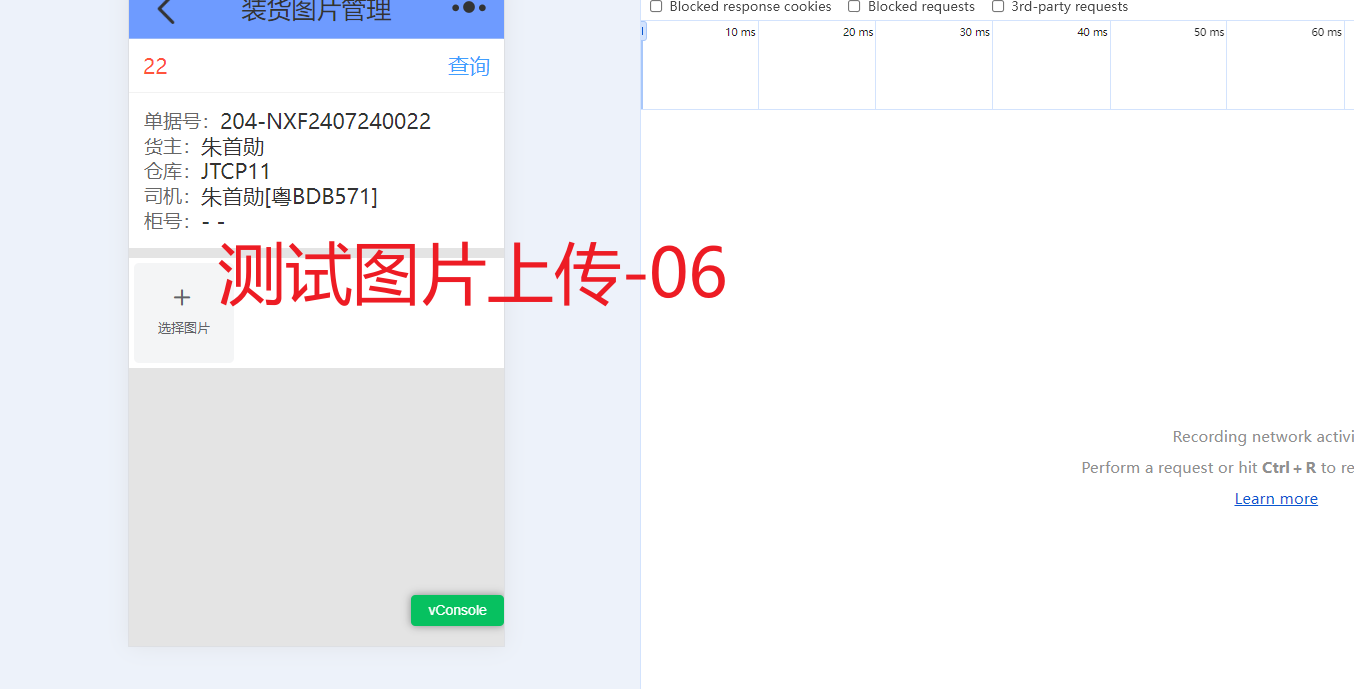 装货图片管理
22
查询
单据号：204-NXF2407240022
货主：朱首勋
仓库：JTCP11
司机：朱首勋[粤BDB571]
柜号：- -
测试图片上传-06
选择图片
vConsole
Blocked response cookies
Blocked requests
3rd-party requests
10 ms
20 ms
30 ms
40 ms
50 ms
60 ms
Recording network activi
Perform a request or hit Ctrl + R to re
Learn more